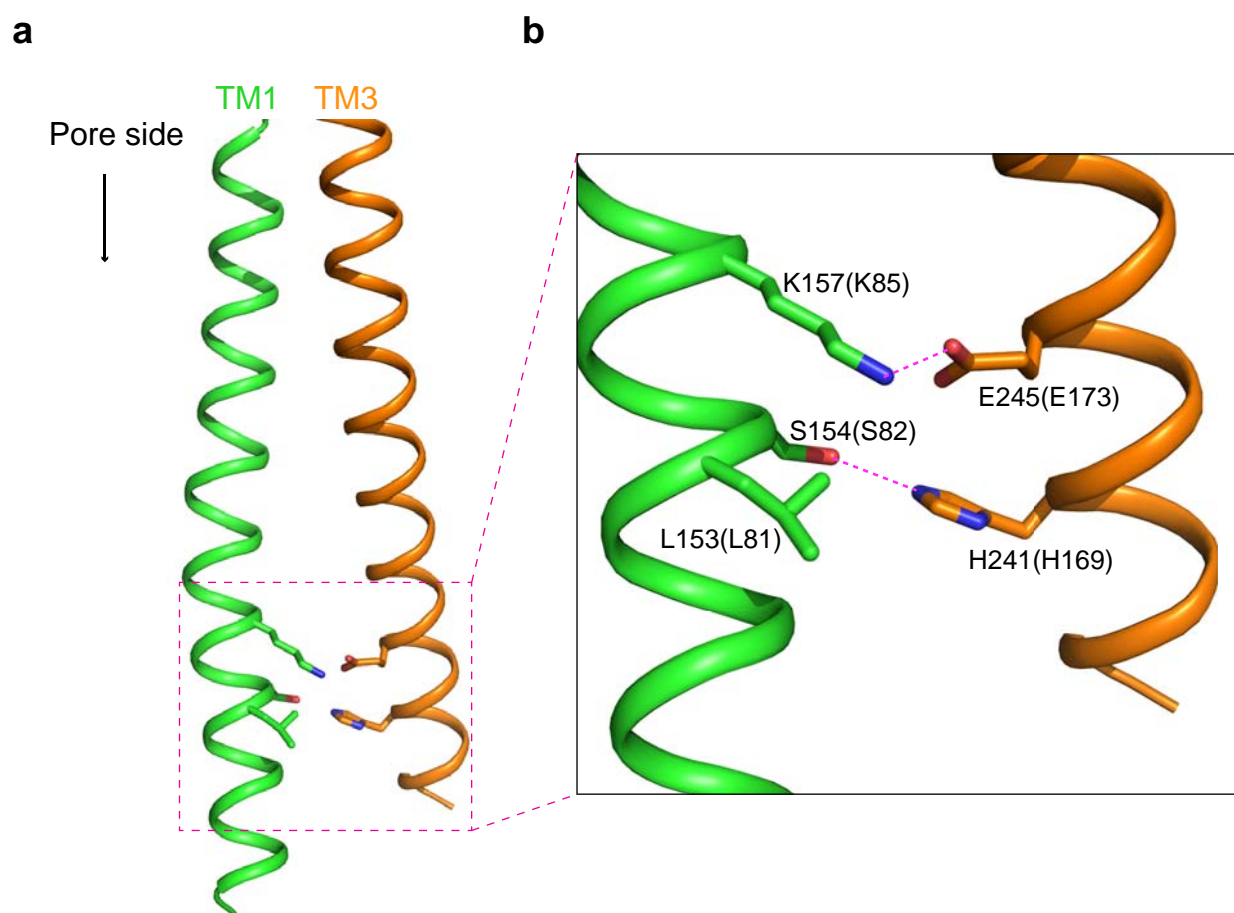 a
b
TM1 TM3
Pore side
K157(K85)
E245(E173)
S154(S82)
L153(L81)
H241(H169)